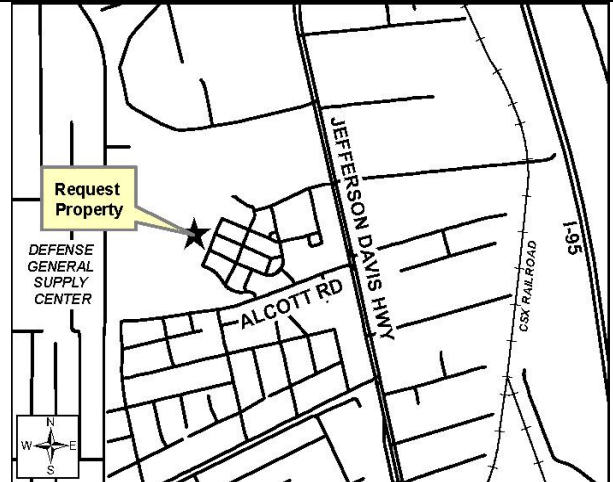 Request
Property
DEFENSE
GENERAL
SUPPLY
CENTER
JEFFERSON DAVIS HWY
ALCOTT RD
I-95
CSX RAILROAD
N
W E
S